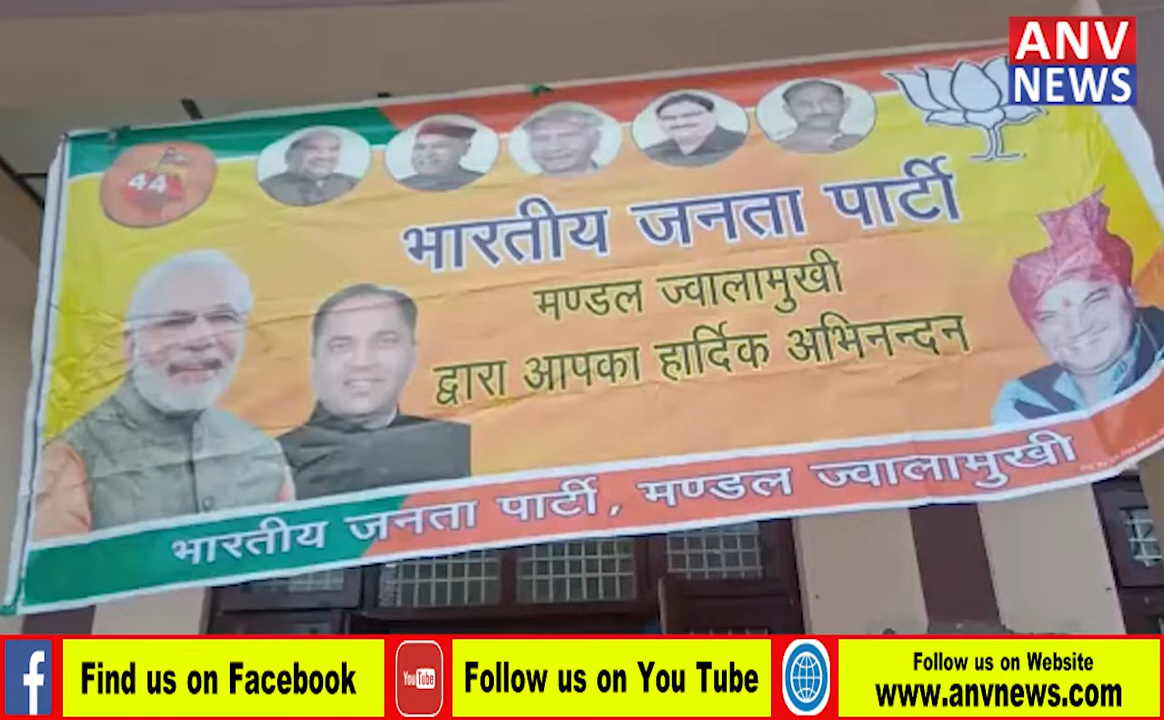 ANV
NEWS
44
भारतीय जनता पार्टी
मण्डल ज्वालामुखी
द्वारा आपका हार्दिक अभिनन्दन
भारतीय जनता पार्टी, मण्डल ज्वालामुखी
Find us on Facebook
YouTube
Follow us on You Tube
Follow us on Website
www.anvnews.com